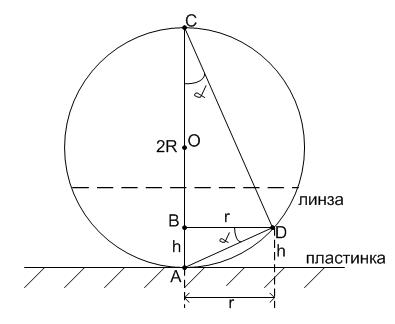 C
α
2R O
линза
B r D
α
h h
пластинка
A
r